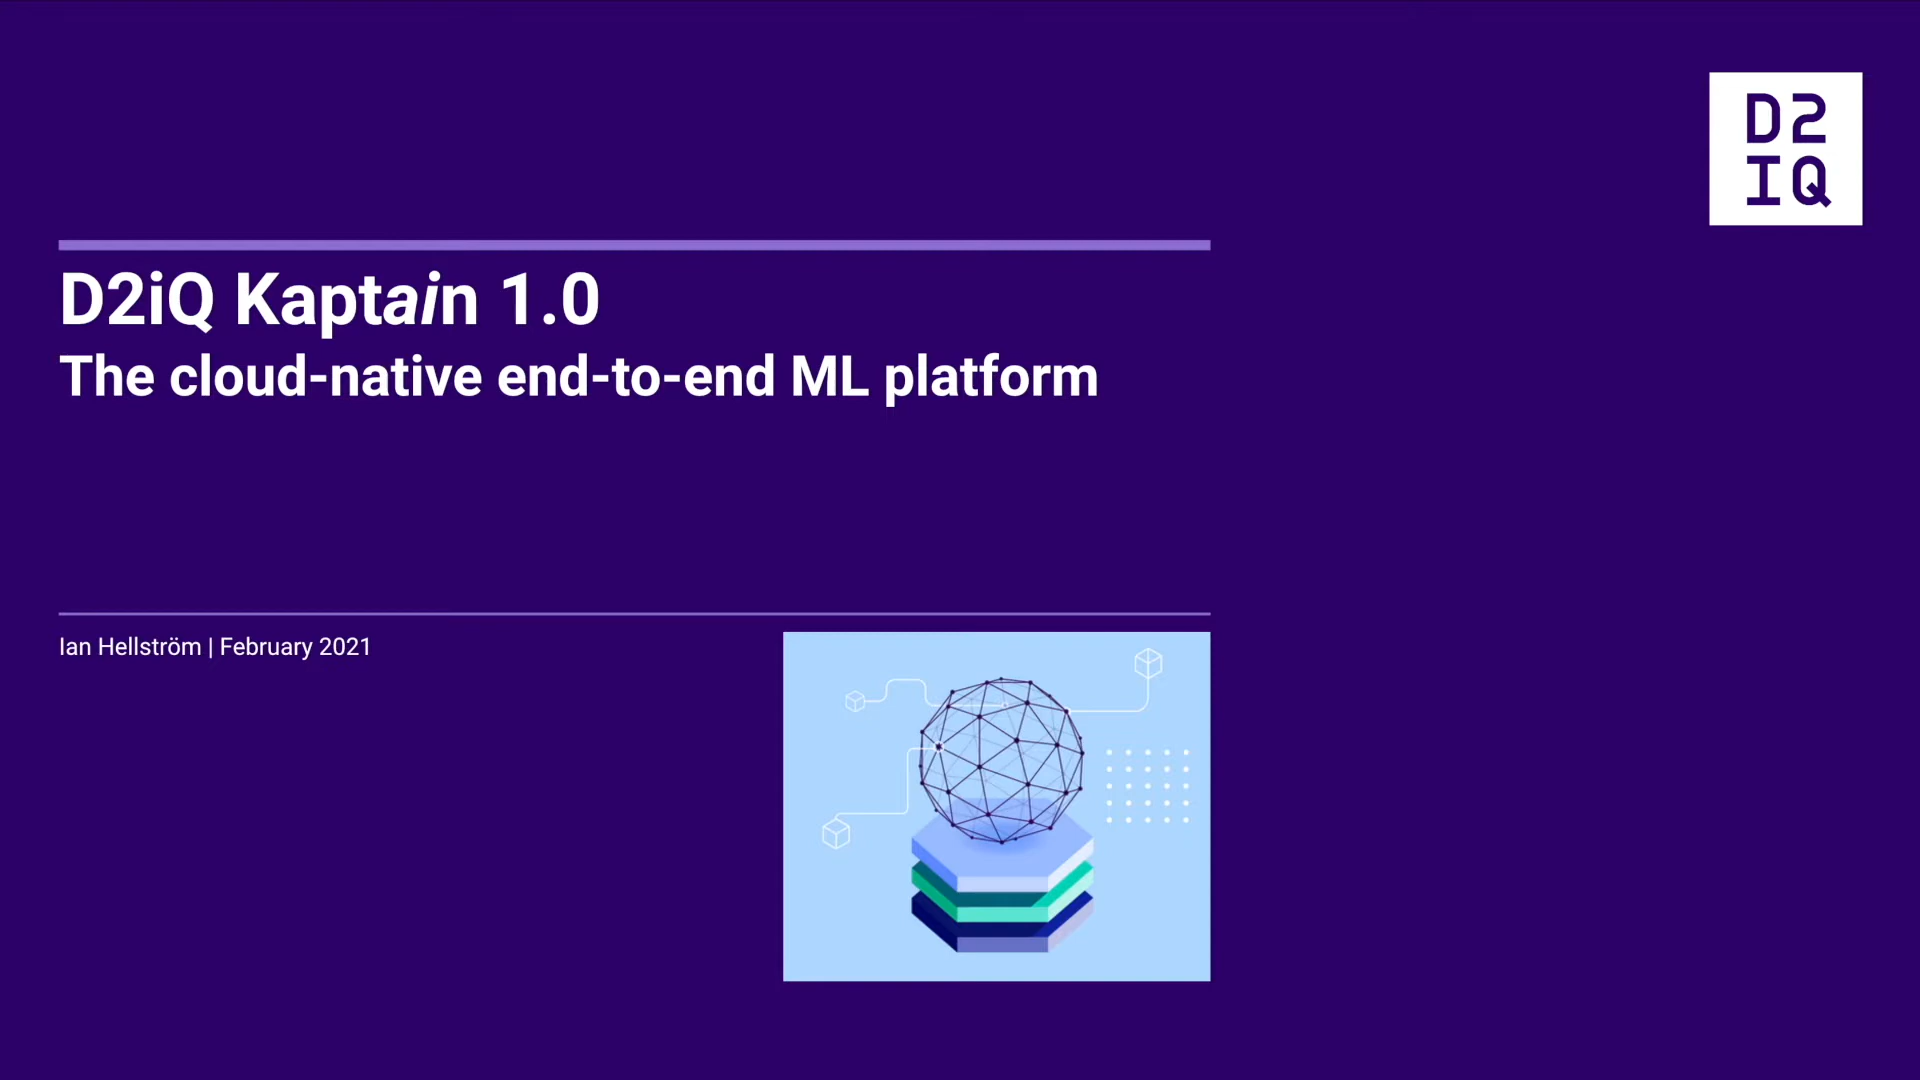 D2
IQ
D2iQ Kaptain 1.0
The cloud-native end-to-end ML platform
Ian Hellström | February 2021